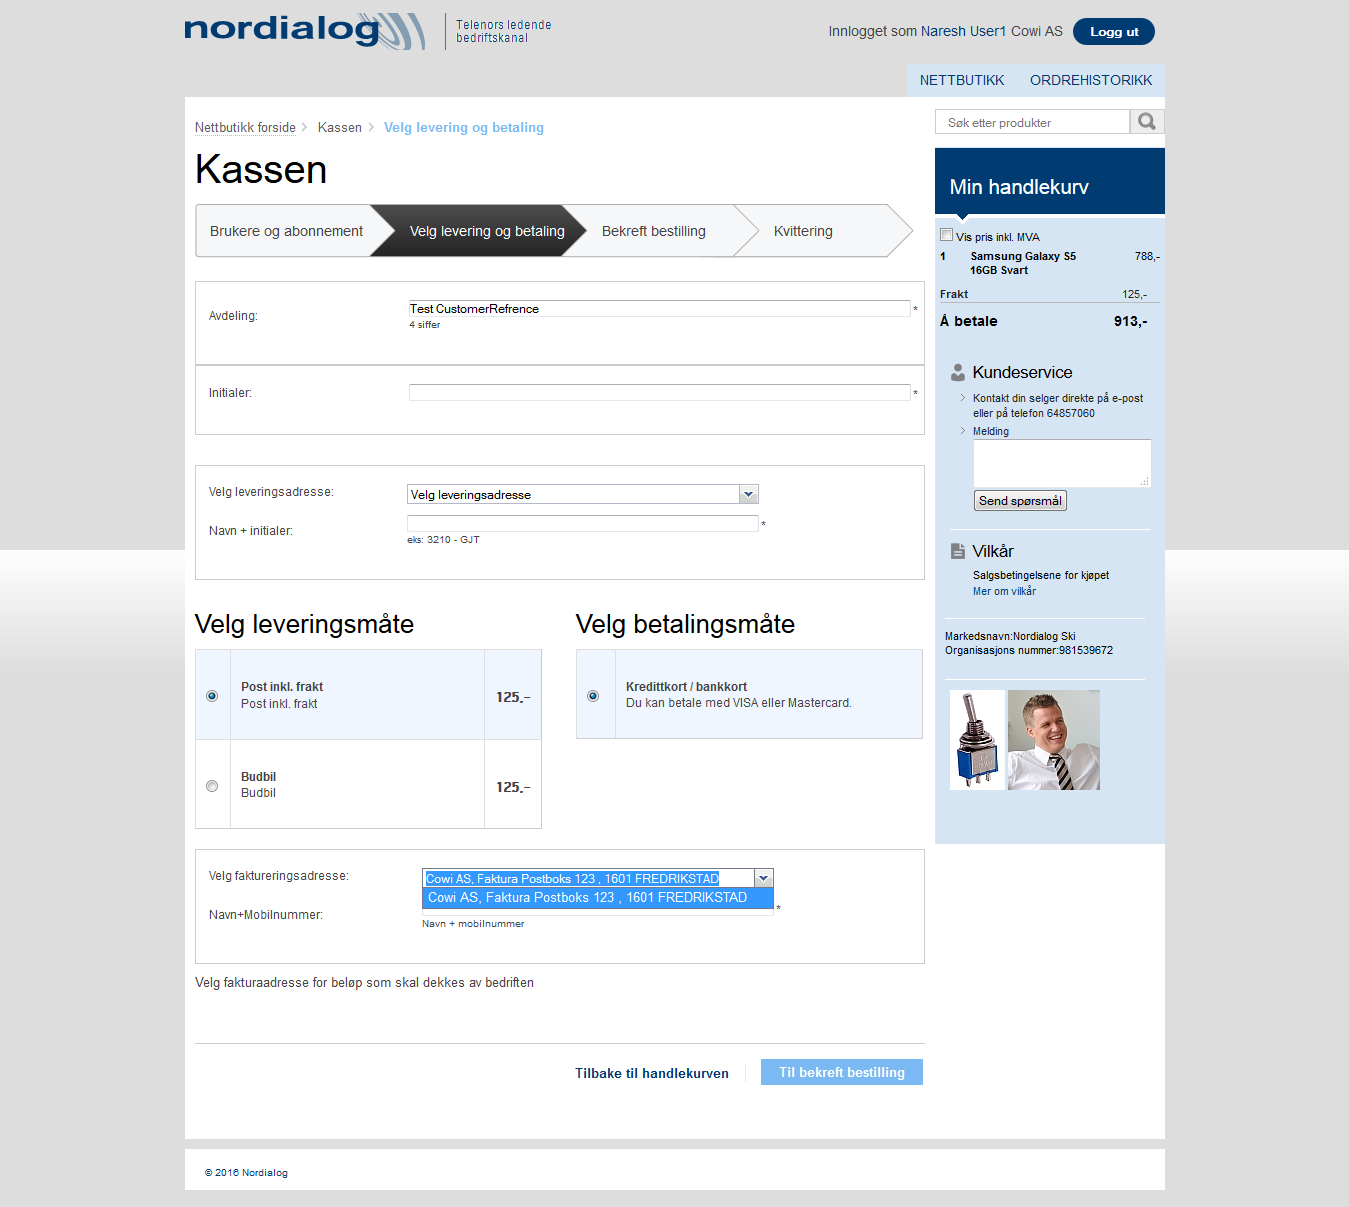 nordialog
Telenors ledende
bedriftskanal
Innlogget som Naresh User1 Cowi AS
Logg ut
NETTBUTIKK
ORDREHISTORIKK
Nettbutikk forside
Kassen
Velg levering og betaling
Søk etter produkter
Kassen
Min handlekurv
Brukere og abonnement
Velg levering og betaling
Bekreft bestilling
Kvittering
Vis pris inkl. MVA
1 Samsung Galaxy S5 788,-
16GB Svart
Frakt 125,-
Å betale 913,-
Avdeling:
Test CustomerRefrence
*
4 siffer
Initialer:
*
Kundeservice
Kontakt din selger direkte på e-post
eller på telefon 64857060
Melding
Send spørsmål
Velg leveringsadresse:
Velg leveringsadresse
Navn + initialer:
*
eks: 3210 - GJT
Vilkår
Salgsbetingelsene for kjøpet
Mer om vilkår
Markedsnavn:Nordialog Ski
Organisasjons nummer:981539672
Velg leveringsmåte
Post inkl. frakt
Post inkl. frakt
125,-
Budbil
Budbil
125,-
Velg betalingsmåte
Kredittkort / bankkort
Du kan betale med VISA eller Mastercard.
Velg faktureringsadresse:
Cowi AS, Faktura Postboks 123 , 1601 FREDRIKSTAD
Cowi AS, Faktura Postboks 123 , 1601 FREDRIKSTAD
Navn+Mobilnummer:
*
Navn + mobilnummer
Velg fakturaadresse for beløp som skal dekkes av bedriften
Tilbake til handlekurven
Til bekreft bestilling
© 2016 Nordialog